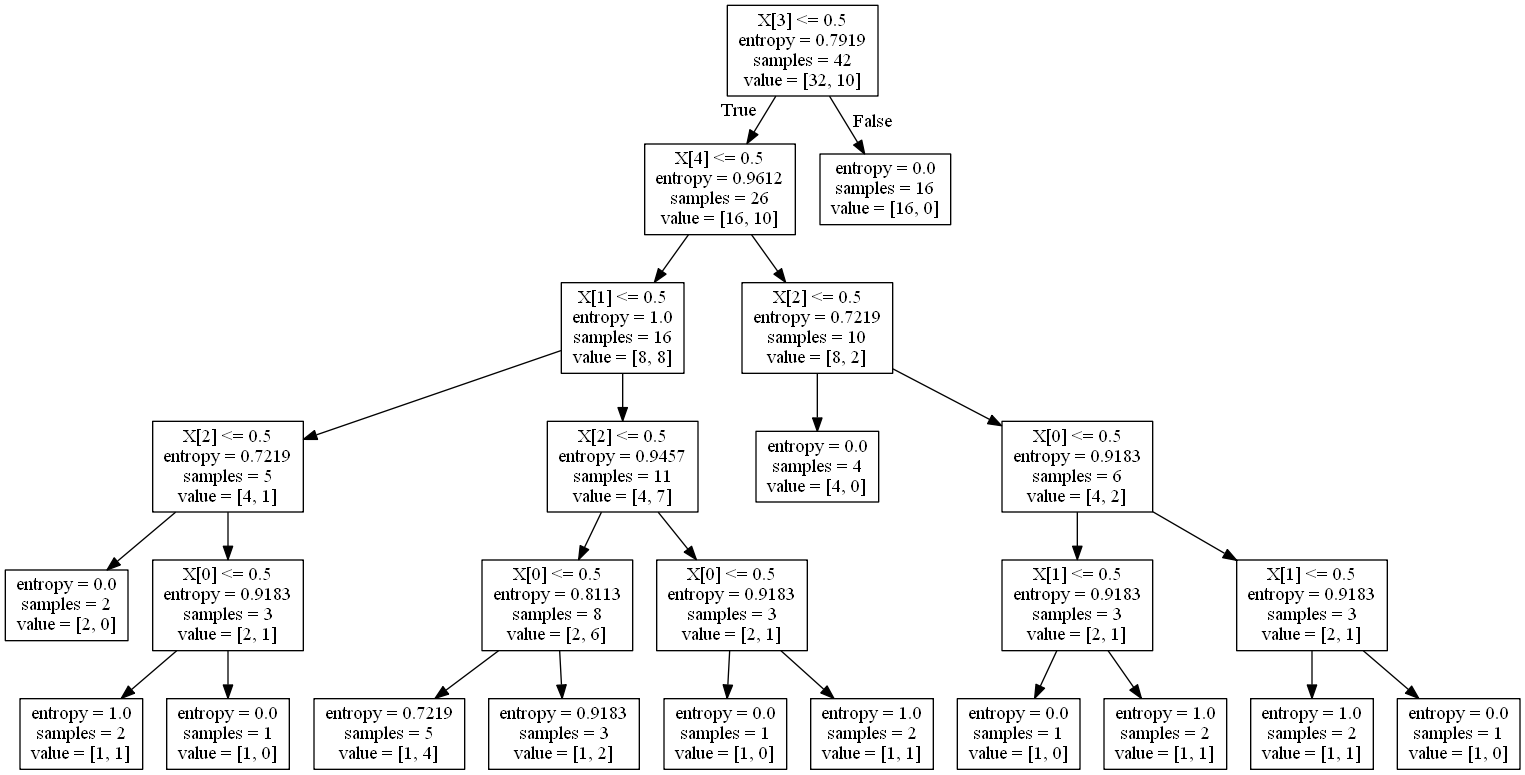 X[3] <= 0.5
entropy = 0.7919
samples = 42
value = [32, 10]
True
False
X[4] <= 0.5
entropy = 0.9612
samples = 26
value = [16, 10]
entropy = 0.0
samples = 16
value = [16, 0]
X[1] <= 0.5
entropy = 1.0
samples = 16
value = [8, 8]
X[2] <= 0.5
entropy = 0.7219
samples = 10
value = [8, 2]
X[2] <= 0.5
entropy = 0.7219
samples = 5
value = [4, 1]
X[2] <= 0.5
entropy = 0.9457
samples = 11
value = [4, 7]
entropy = 0.0
samples = 4
value = [4, 0]
X[0] <= 0.5
entropy = 0.9183
samples = 6
value = [4, 2]
entropy = 0.0
samples = 2
value = [2, 0]
X[0] <= 0.5
entropy = 0.9183
samples = 3
value = [2, 1]
X[0] <= 0.5
entropy = 0.8113
samples = 8
value = [2, 6]
X[0] <= 0.5
entropy = 0.9183
samples = 3
value = [2, 1]
X[1] <= 0.5
entropy = 0.9183
samples = 3
value = [2, 1]
X[1] <= 0.5
entropy = 0.9183
samples = 3
value = [2, 1]
entropy = 1.0
samples = 2
value = [1, 1]
entropy = 0.0
samples = 1
value = [1, 0]
entropy = 0.7219
samples = 5
value = [1, 4]
entropy = 0.9183
samples = 3
value = [1, 2]
entropy = 0.0
samples = 1
value = [1, 0]
entropy = 1.0
samples = 2
value = [1, 1]
entropy = 0.0
samples = 1
value = [1, 0]
entropy = 1.0
samples = 2
value = [1, 1]
entropy = 1.0
samples = 2
value = [1, 1]
entropy = 0.0
samples = 1
value = [1, 0]